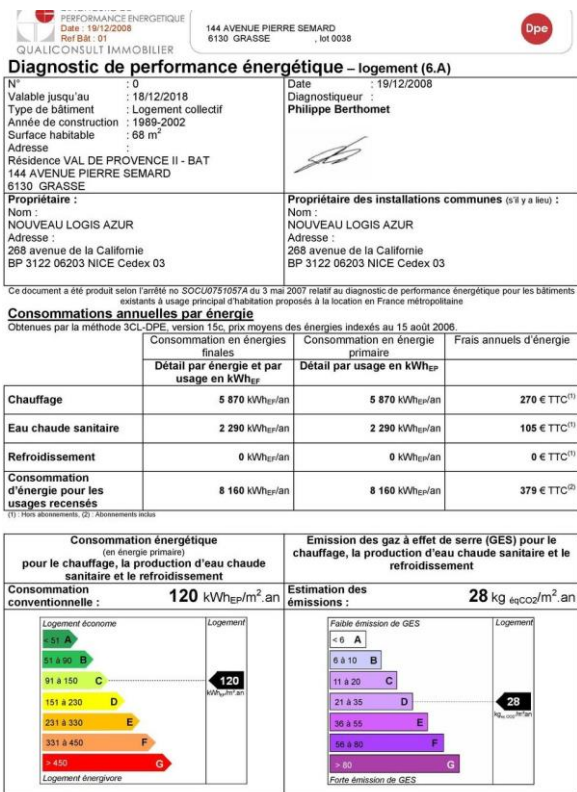 PERFORMANCE ENERGETIQUE
Date : 19/12/2008
Ref Bât : 01
QUALICONSULT IMMOBILIER
144 AVENUE PIERRE SEMARD
6130 GRASSE , lot 0038
Dpe
Diagnostic de performance énergétique – logement (6.A)
N° : 0
Valable jusqu'au : 18/12/2018
Type de bâtiment : Logement collectif
Année de construction : 1989-2002
Surface habitable : 68 m²
Adresse :
Résidence VAL DE PROVENCE II - BAT
144 AVENUE PIERRE SEMARD
6130 GRASSE
Date : 19/12/2008
Diagnostiqueur :
Philippe Berthomet
Propriétaire :
Nom :
NOUVEAU LOGIS AZUR
Adresse :
268 avenue de la Californie
BP 3122 06203 NICE Cedex 03
Propriétaire des installations communes (s'il y a lieu) :
Nom :
NOUVEAU LOGIS AZUR
Adresse :
268 avenue de la Californie
BP 3122 06203 NICE Cedex 03
Ce document a été produit selon l'arrêté no SOCU0751057A du 3 mai 2007 relatif au diagnostic de performance énergétique pour les bâtiments
existants à usage principal d'habitation proposés à la location en France métropolitaine
Consommations annuelles par énergie
Obtenues par la méthode 3CL-DPE, version 15c, prix moyens des énergies indexés au 15 août 2006.
Consommation en énergies
finales
Consommation en énergie
primaire
Frais annuels d'énergie
Détail par énergie et par
usage en kWhEF
Détail par usage en kWhEP
Chauffage 5 870 kWhEF/an 5 870 kWhEP/an 270 € TTC(1)
Eau chaude sanitaire 2 290 kWhEF/an 2 290 kWhEP/an 105 € TTC(1)
Refroidissement 0 kWhEF/an 0 kWhEP/an 0 € TTC(1)
Consommation
d'énergie pour les
usages recensés
8 160 kWhEF/an 8 160 kWhEP/an 379 € TTC(2)
(1) : Hors abonnements, (2) : Abonnements inclus
Consommation énergétique
(en énergie primaire)
pour le chauffage, la production d'eau chaude
sanitaire et le refroidissement
Consommation
conventionnelle :
120 kWhEP/m².an
Logement économe Logement
< 51 A
51 à 90 B
91 à 150 C
151 à 230 D
231 à 330 E
331 à 450 F
> 450 G
120
kWhEP/m².an
Logement énergivore
Emission des gaz à effet de serre (GES) pour le
chauffage, la production d'eau chaude sanitaire et le
refroidissement
Estimation des
émissions :
28 kg éqCO2/m².an
Faible émission de GES Logement
< 6 A
6 à 10 B
11 à 20 C
21 à 35 D
36 à 55 E
56 à 80 F
> 80 G
28
kgéqCO2/m².an
Forte émission de GES